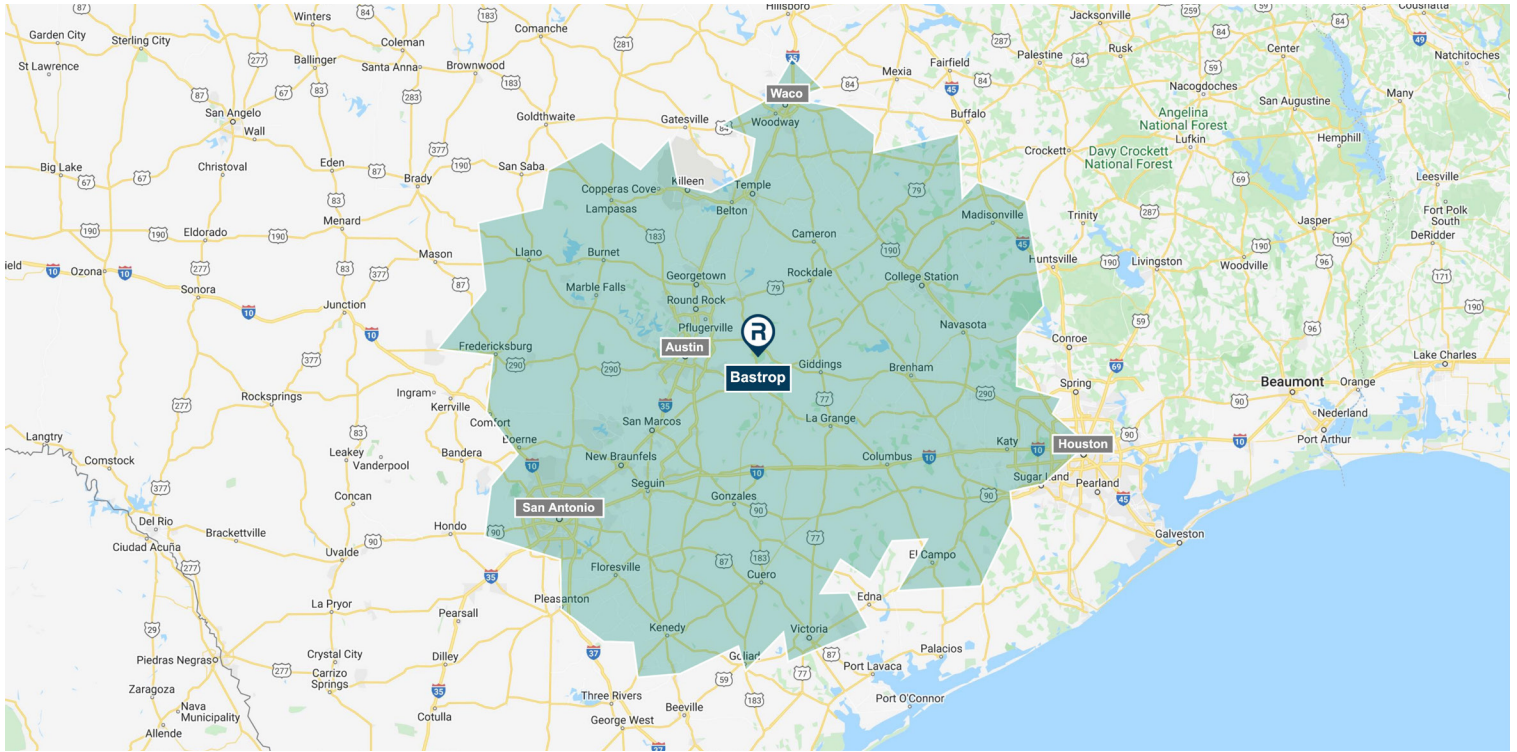 Winters
Comanche
Hillsboro
Jacksonville
Coushatta
Garden City
Sterling City
Coleman
Ballinger
Santa Anna
Brownwood
St Lawrence
Mexia
Fairfield
Palestine
Rusk
Center
Natchitoches
Waco
Nacogdoches
San Augustine
Many
San Angelo
Wall
Goldthwaite
Gatesville
Woodway
Buffalo
Angelina
National Forest
Lufkin
Hemphill
Big Lake
Christoval
Eden
Brady
San Saba
Crockett
Davy Crockett
National Forest
Leesville
Copperas Cove
Killeen
Temple
Lampasas
Belton
Madisonville
Trinity
Jasper
Fort Polk
South
DeRidder
Eldorado
Menard
Mason
Llano
Burnet
Cameron
Huntsville
Livingston
Woodville
Ozona
Sonora
Junction
Georgetown
Rockdale
College Station
Marble Falls
Round Rock
Pflugerville
R
Navasota
Conroe
Fredericksburg
Austin
Bastrop
Giddings
Brenham
Lake Charles
Rocksprings
Ingram
Kerrville
Spring
Beaumont
Orange
Nederland
Port Arthur
Comfort
San Marcos
La Grange
Langtry
Comstock
Leakey
Vanderpool
Bandera
Boerne
New Braunfels
Columbus
Katy
Houston
Concan
Seguin
Gonzales
Sugar Land
Pearland
San Antonio
Del Rio
Ciudad Acuña
Brackettville
Uvalde
Hondo
Galveston
Floresville
Cuero
El Campo
La Pryor
Pearsall
Pleasanton
Edna
Kenedy
Victoria
Goliad
Palacios
Port Lavaca
Piedras Negras
Crystal City
Carrizo
Springs
Dilley
Zaragoza
Nava
Municipality
Allende
Cotulla
Three Rivers
George West
Beeville
Port O'Connor